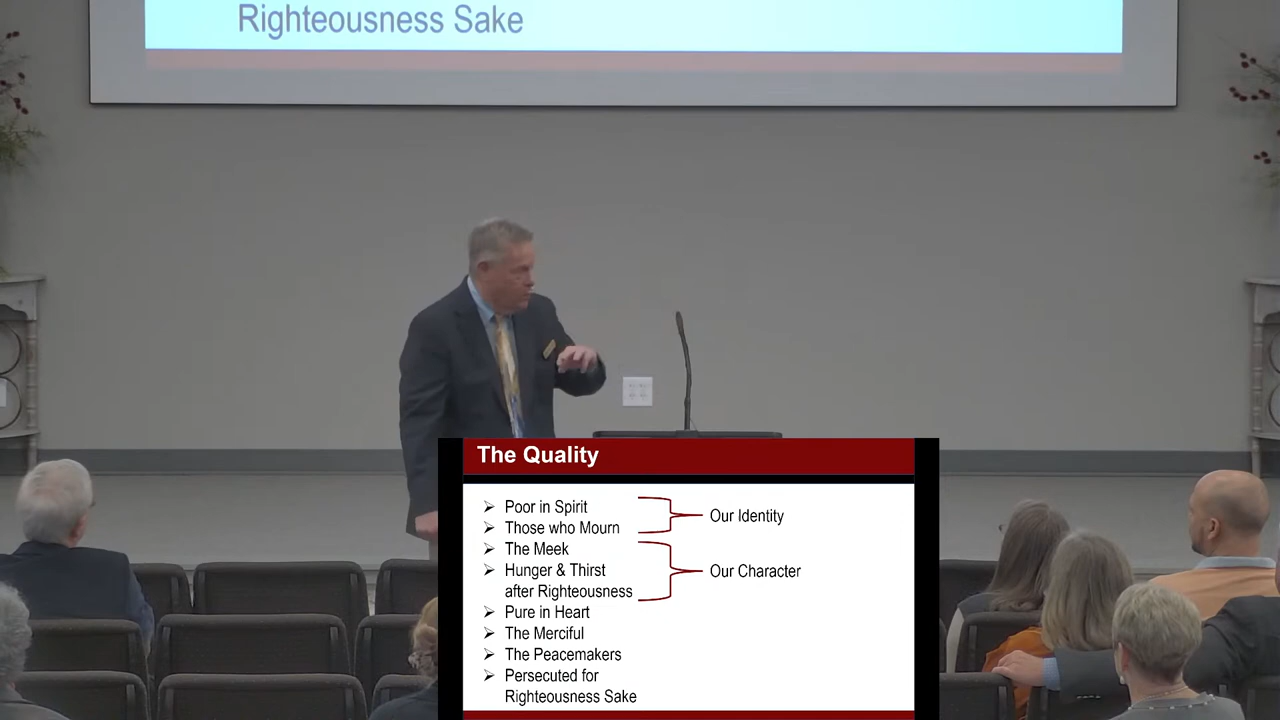 Righteousness Sake
The Quality
Poor in Spirit
Those who Mourn
Our Identity
The Meek
Hunger & Thirst
after Righteousness
Our Character
Pure in Heart
The Merciful
The Peacemakers
Persecuted for
Righteousness Sake